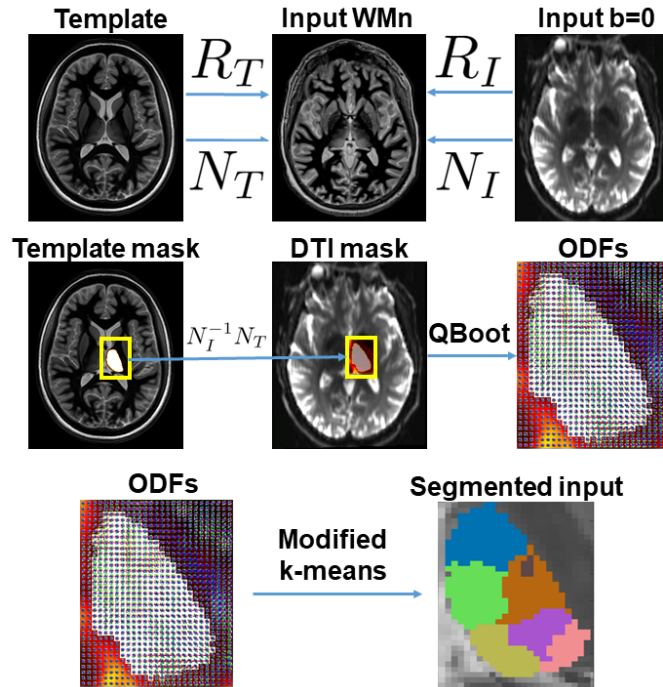 Template Input WMn Input b=0
R_T R_I
N_T N_I
Template mask DTI mask ODFs
N_I^{-1}N_T QBoot
ODFs Segmented input
Modified
k-means